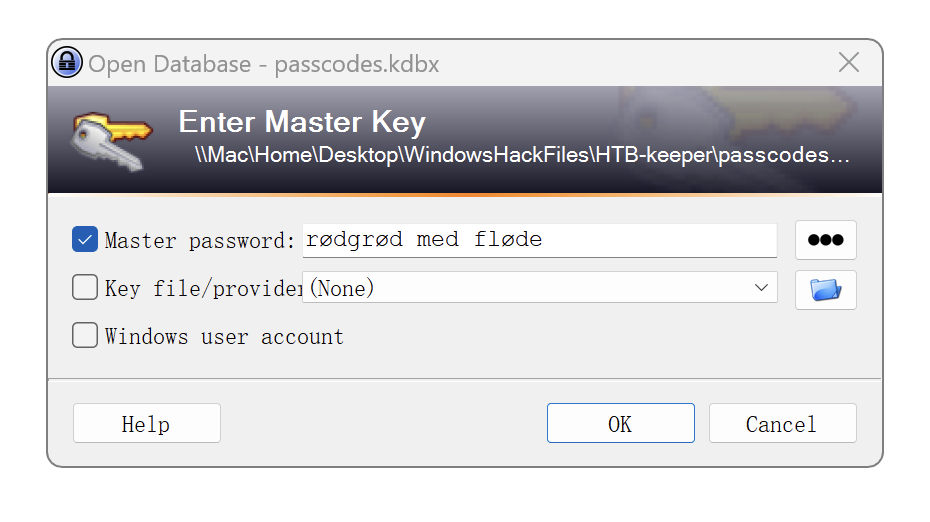 Open Database - passcodes.kdbx
Enter Master Key
\\Mac\Home\Desktop\WindowsHackFiles\HTB-keeper\passcodes...
Master password: rødgrød med fløde
Key file/provider (None)
Windows user account
Help OK Cancel